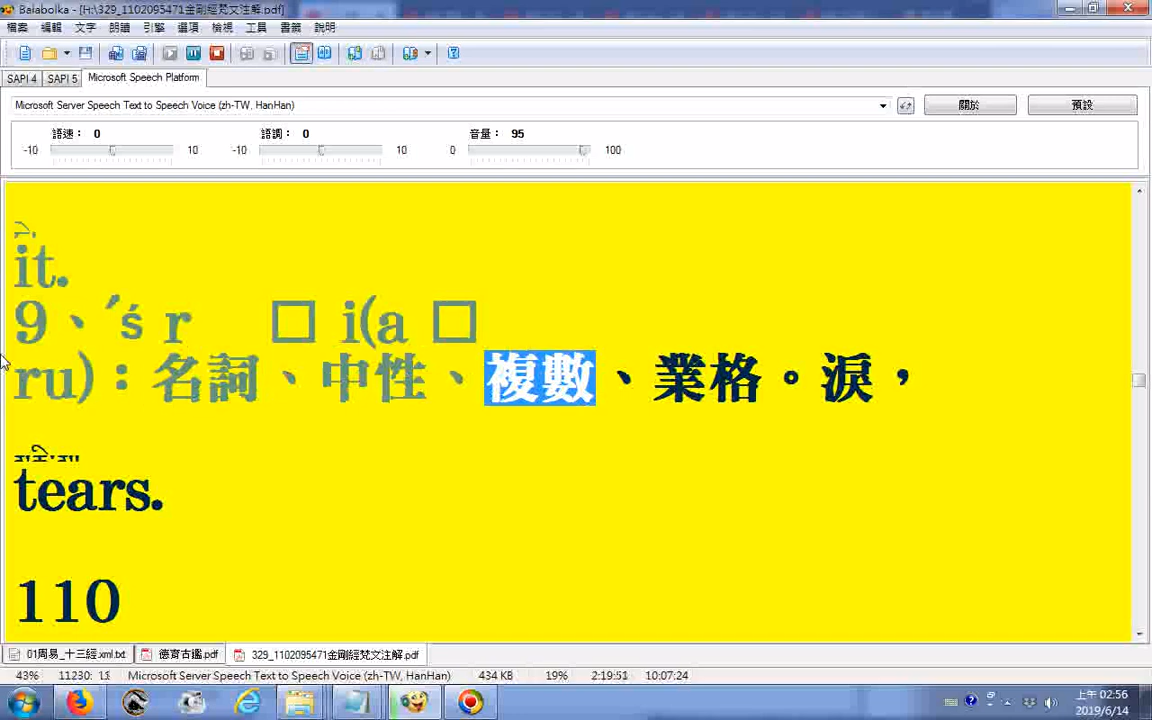 Balabolka - [H:\329_1102095471金剛經梵文注解.pdf]
檔案 編輯 文字 朗讀 引擎 選項 檢視 工具 書籤 說明
SAPI 4 SAPI 5 Microsoft Speech Platform
Microsoft Server Speech Text to Speech Voice (zh-TW, HanHan) 關於 預設
語速： 0 語調： 0 音量： 95
-10 10 -10 10 0 100
it.
9、′ś r □ i(a □
ru)：名詞、中性、複數、業格。淚，
tears.
110
01周易_十三經.xml.txt 德育古鑑.pdf 329_1102095471金剛經梵文注解.pdf
43% 11230: 11 Microsoft Server Speech Text to Speech Voice (zh-TW, HanHan) 434 KB 19% 2:19:51 10:07:24
上午 02:56
2019/6/14